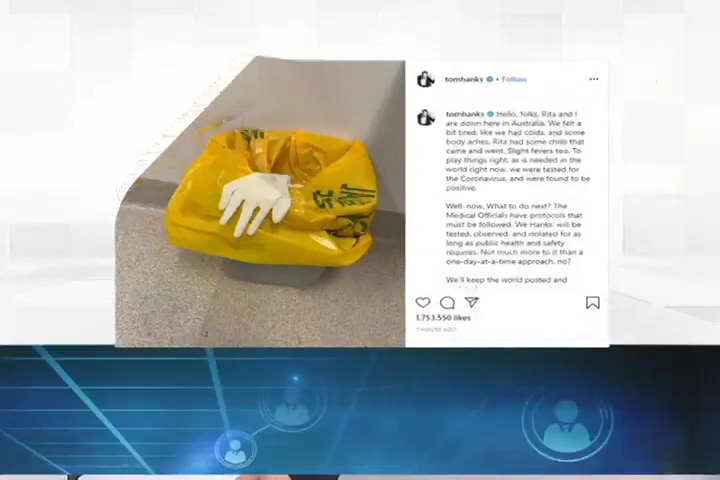 tomhanks • Follow
tomhanks Hello, folks. Rita and I
are down here in Australia. We felt a
bit tired, like we had colds, and some
body aches. Rita had some chills that
came and went. Slight fevers too. To
play things right, as is needed in the
world right now, we were tested for
the Coronavirus, and were found to be
positive.
Well, now. What to do next? The
Medical Officials have protocols that
must be followed. We Hanks' will be
tested, observed, and isolated for as
long as public health and safety
requires. Not much more to it than a
one-day-at-a-time approach, no?
We'll keep the world posted and
1,753,550 likes
7 HOURS AGO